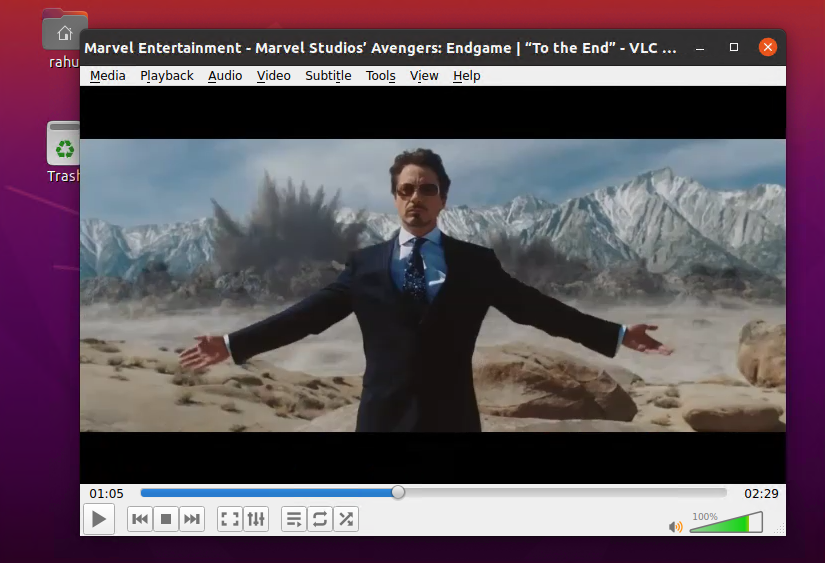 rahu
Trash
Marvel Entertainment - Marvel Studios’ Avengers: Endgame | “To the End” - VLC ...
Media Playback Audio Video Subtitle Tools View Help
01:05
02:29
100%